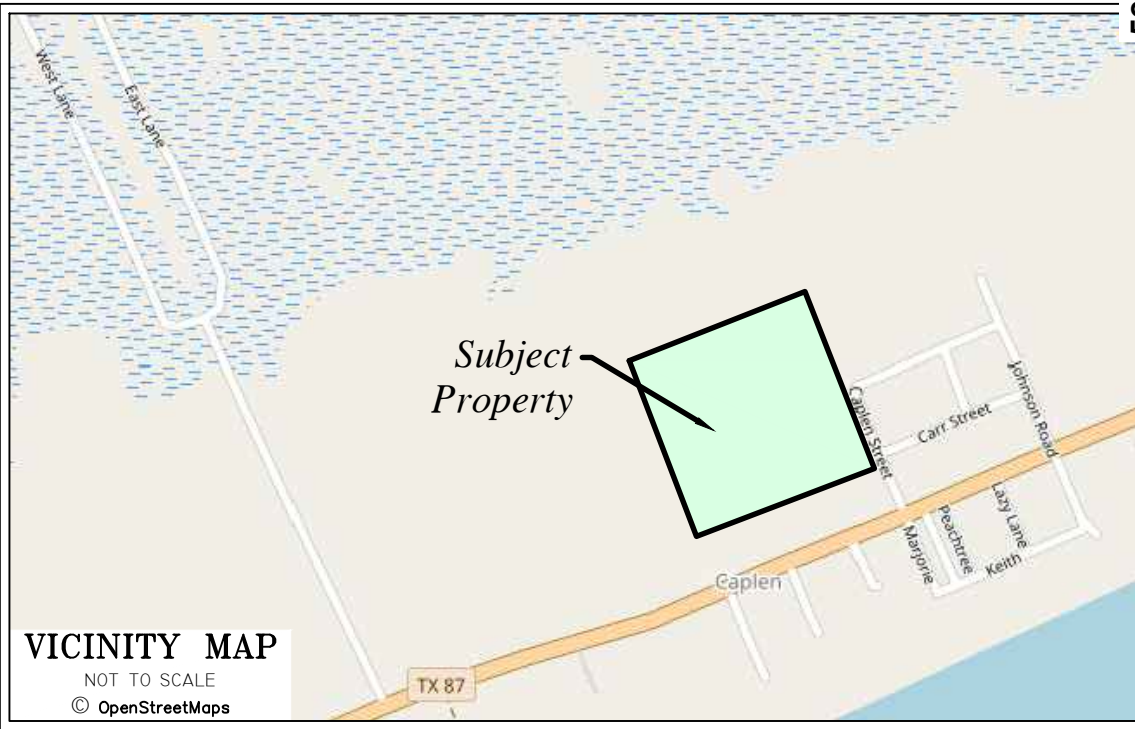 S
West Lane
East Lane
Subject
Property
Johnson Road
Caplen Street
Carr Street
Lazy Lane
Peachtree
Marjorie
Keith
Caplen
VICINITY MAP
NOT TO SCALE
© OpenStreetMaps
TX 87